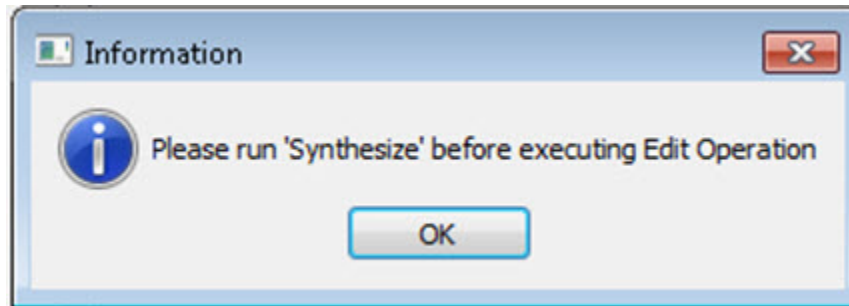 Information
Please run 'Synthesize' before executing Edit Operation
OK